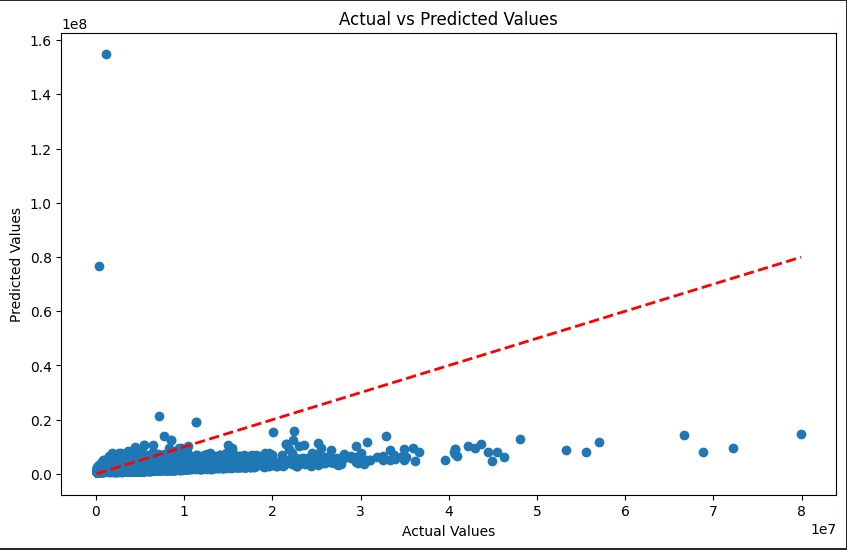 Actual vs Predicted Values
1e8
1.6
1.4
1.2
1.0
0.8
0.6
0.4
0.2
0.0
Predicted Values
0 1 2 3 4 5 6 7 8
1e7
Actual Values